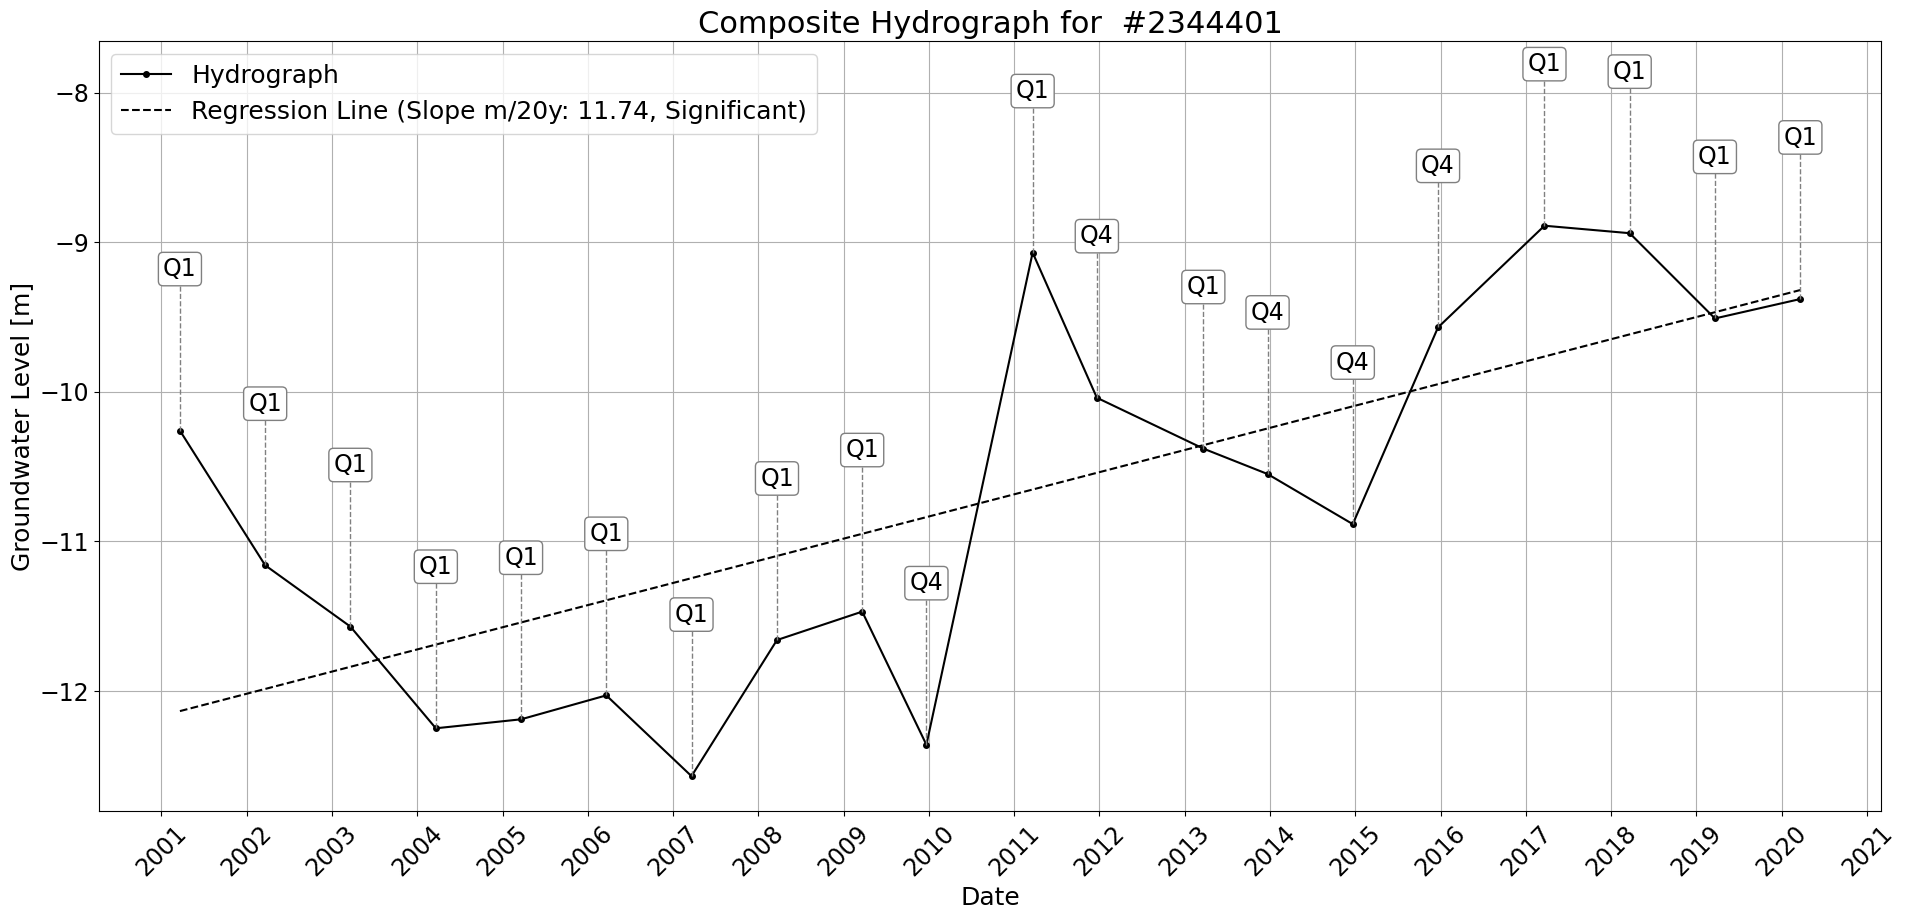 Composite Hydrograph for  #2344401
Hydrograph
Regression Line (Slope m/20y: 11.74, Significant)
Groundwater Level [m]
−8
−9
−10
−11
−12
Q1
Q1
Q1
Q1
Q1
Q1
Q1
Q1
Q1
Q4
Q1
Q4
Q1
Q4
Q4
Q4
Q1
Q1
Q1
Q1
2001
2002
2003
2004
2005
2006
2007
2008
2009
2010
2011
2012
2013
2014
2015
2016
2017
2018
2019
2020
2021
Date